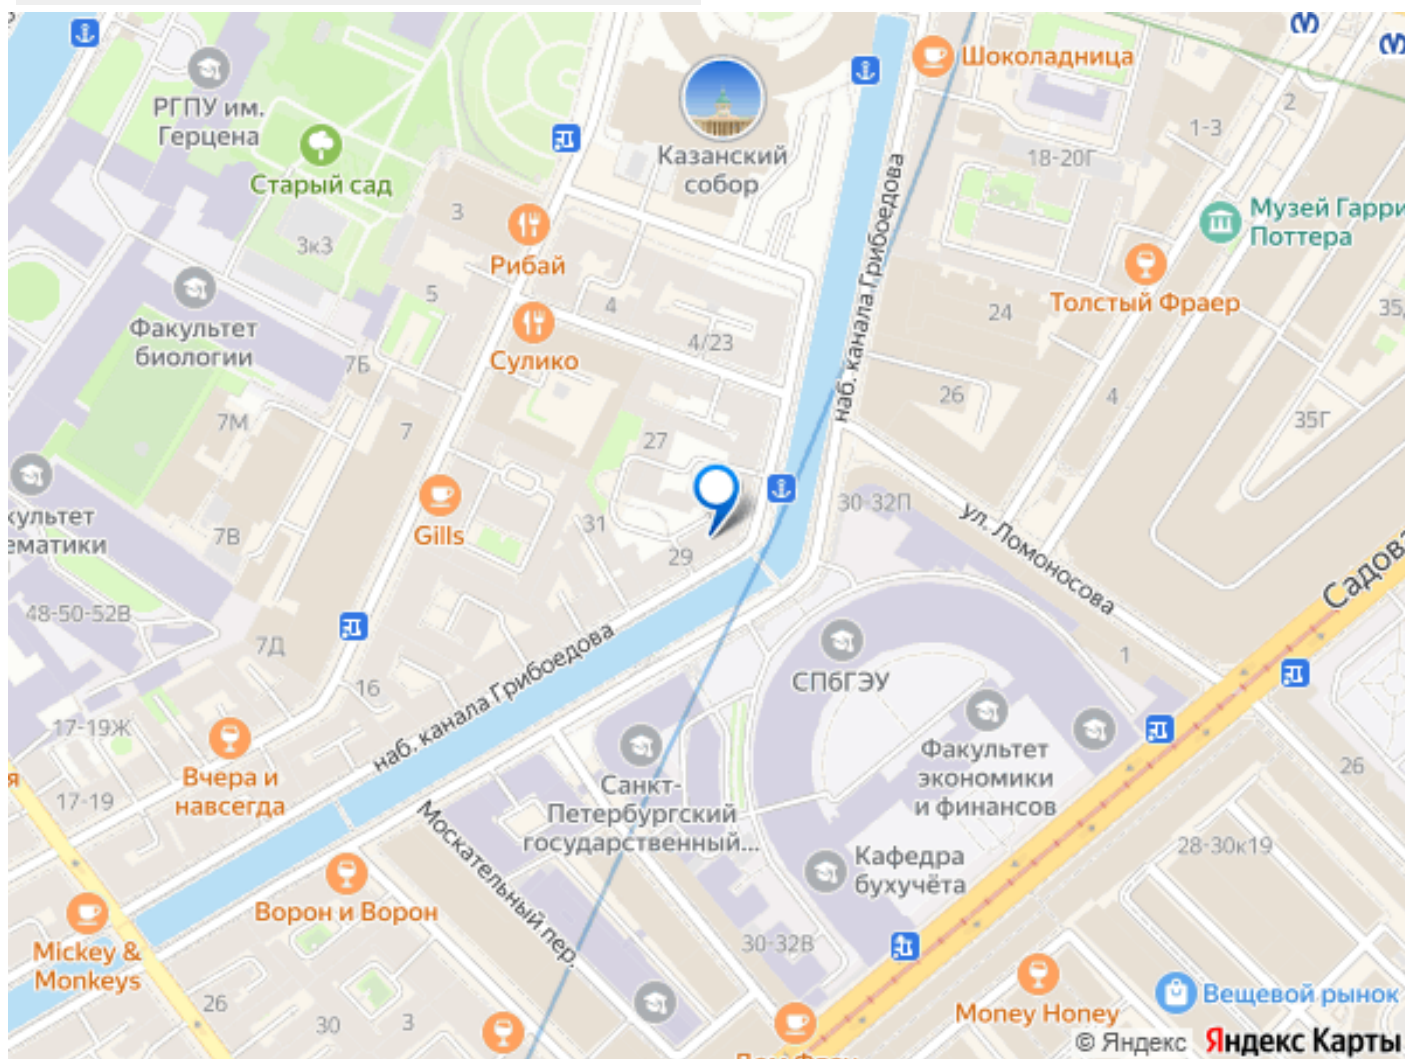 Шоколадница
РГПУ им.
Герцена
Казанский
собор
2
1-3
18-20Г
Старый сад
3
3к3
Рибай
Музей Гарри
Поттера
наб. канала Грибоедова
Толстый Фраер
Факультет
биологии
5
4
24
Сулико
4/23
7Б
7М
7
27
26
4
35Г
Gills
31
29
30-32П
ул. Ломоносова
7В
Садова
48-50-52В
7Д
16
наб. канала Грибоедова
СПбГЭУ
1
17-19Ж
Вчера и
навсегда
17-19
Санкт-
Петербургский
государственный...
Факультет
экономики
и финансов
26
Москательный пер.
28-30к19
Кафедра
бухучёта
Ворон и Ворон
Mickey &
Monkeys
30-32В
26
30
3
Money Honey
Вещевой рынок
© Яндекс Яндекс Карты